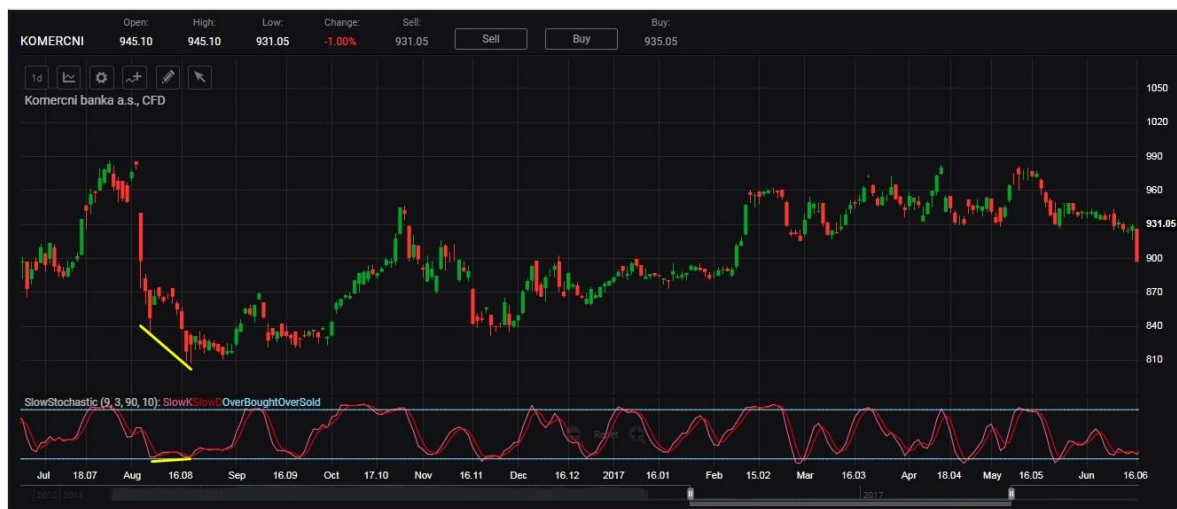 Open: High: Low: Change: Sell: Buy:
KOMERCNI 945.10 945.10 931.05 -1.00% 931.05 Sell Buy 935.05
1d
Komercni banka a.s., CFD
1050
1020
990
960
931.05
900
870
840
810
SlowStochastic (9, 3, 90, 10): SlowKSlowDOverBoughtOverSold
Reset
Jul 18.07 Aug 16.08 Sep 16.09 Oct 17.10 Nov 16.11 Dec 16.12 2017 16.01 Feb 15.02 Mar 16.03 Apr 18.04 May 16.05 Jun 16.06
2012 2013 2017